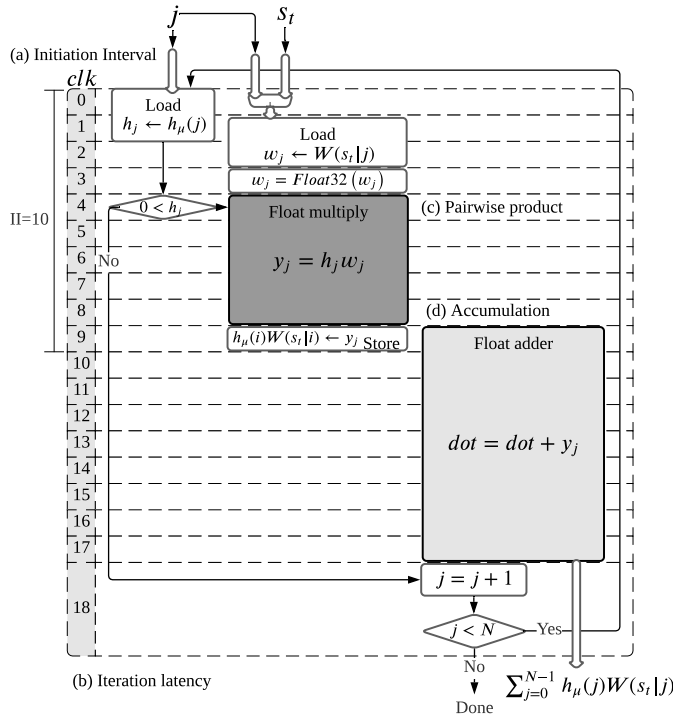 j
s_t
(a) Initiation Interval
clk
0
Load
h_j ← h_μ(j)
1
Load
2
w_j ← W(s_t|j)
3
w_j = Float32 (w_j)
4
0 < h_j
Float multiply
(c) Pairwise product
II=10
5
No
6
y_j = h_j w_j
7
8
(d) Accumulation
9
h_μ(i)W(s_t|i) ← y_j Store
Float adder
10
11
12
13
dot = dot + y_j
14
15
16
17
j = j + 1
18
j < N
Yes
No
(b) Iteration latency
Done
∑_{j=0}^{N−1} h_μ(j)W(s_t|j)